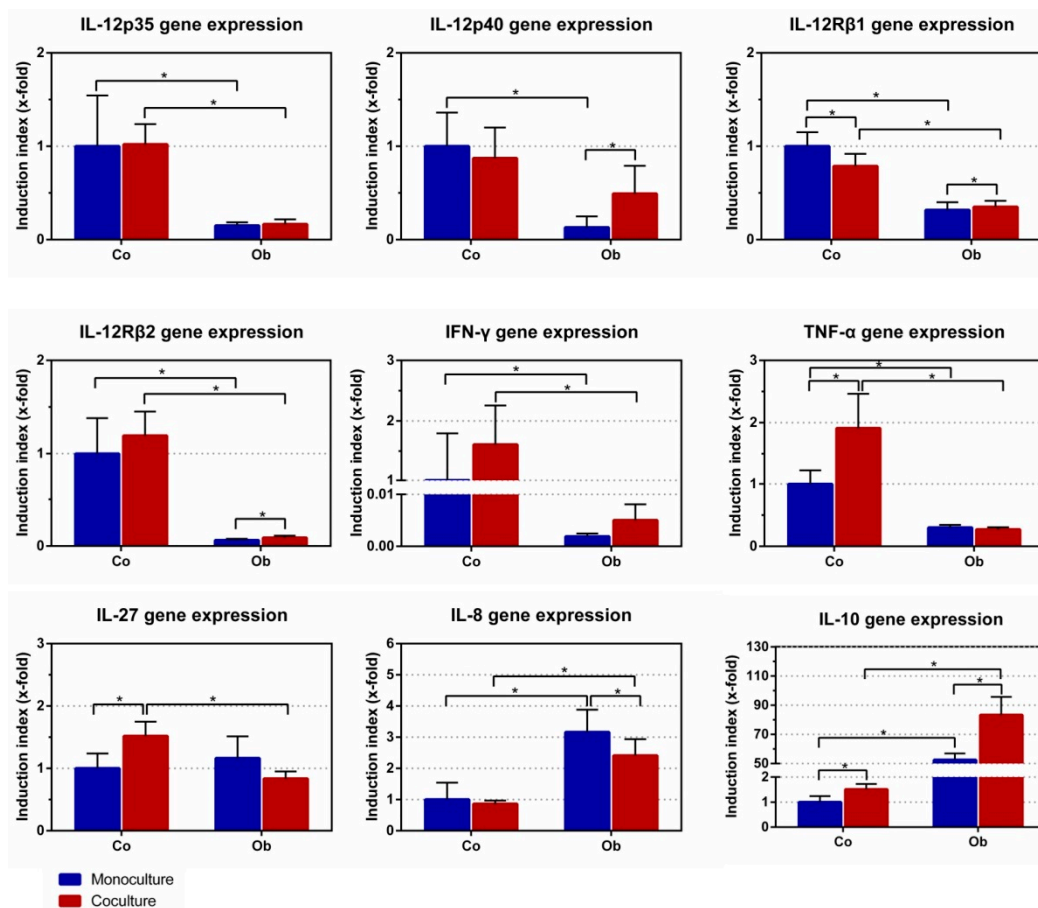 IL-12p35 gene expression
Induction index (x-fold)
2
1
0
*
*
Co
Ob
IL-12p40 gene expression
Induction index (x-fold)
2
1
0
*
*
Co
Ob
IL-12Rβ1 gene expression
Induction index (x-fold)
2
1
0
*
*
*
*
Co
Ob
IL-12Rβ2 gene expression
Induction index (x-fold)
2
1
0
*
*
*
Co
Ob
IFN-γ gene expression
Induction index (x-fold)
3
2
1
0.01
0.00
*
*
Co
Ob
TNF-α gene expression
Induction index (x-fold)
3
2
1
0
*
*
*
Co
Ob
IL-27 gene expression
Induction index (x-fold)
3
2
1
0
*
*
Co
Ob
IL-8 gene expression
Induction index (x-fold)
6
5
4
3
2
1
0
*
*
*
Co
Ob
IL-10 gene expression
Induction index (x-fold)
130
110
90
70
50
2
1
0
*
*
*
*
Co
Ob
Monoculture
Coculture